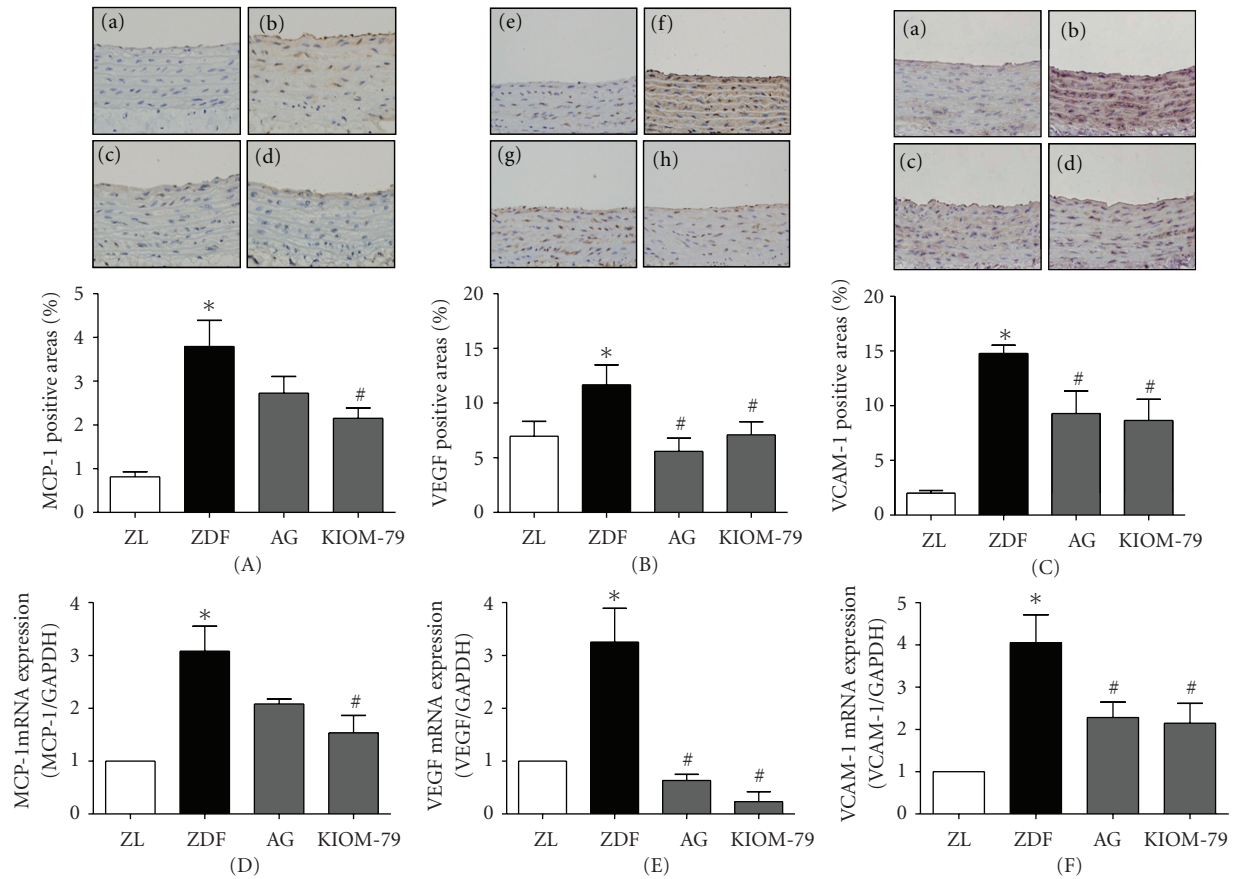 (a)
(b)
(c)
(d)
MCP-1 positive areas (%)
5
4
3
2
1
0
*
#
ZL ZDF AG KIOM-79
(A)
(e)
(f)
(g)
(h)
VEGF positive areas (%)
20
15
10
5
0
*
#
#
ZL ZDF AG KIOM-79
(B)
(a)
(b)
(c)
(d)
VCAM-1 positive areas (%)
20
15
10
5
0
*
#
#
ZL ZDF AG KIOM-79
(C)
MCP-1mRNA expression
(MCP-1/GAPDH)
4
3
2
1
0
*
#
ZL ZDF AG KIOM-79
(D)
VEGF mRNA expression
(VEGF/GAPDH)
4
3
2
1
0
*
#
#
ZL ZDF AG KIOM-79
(E)
VCAM-1 mRNA expression
(VCAM-1/GAPDH)
5
4
3
2
1
0
*
#
#
ZL ZDF AG KIOM-79
(F)